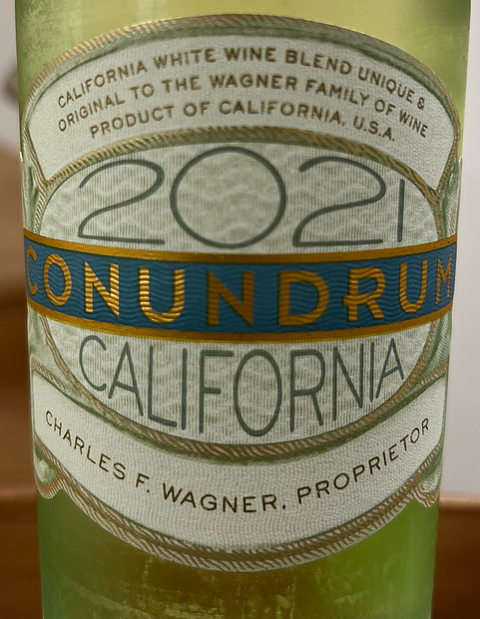 CALIFORNIA WHITE WINE BLEND UNIQUE &
ORIGINAL TO THE WAGNER FAMILY OF WINE
PRODUCT OF CALIFORNIA, U.S.A.
2021
CONUNDRUM
CALIFORNIA
CHARLES F. WAGNER, PROPRIETOR